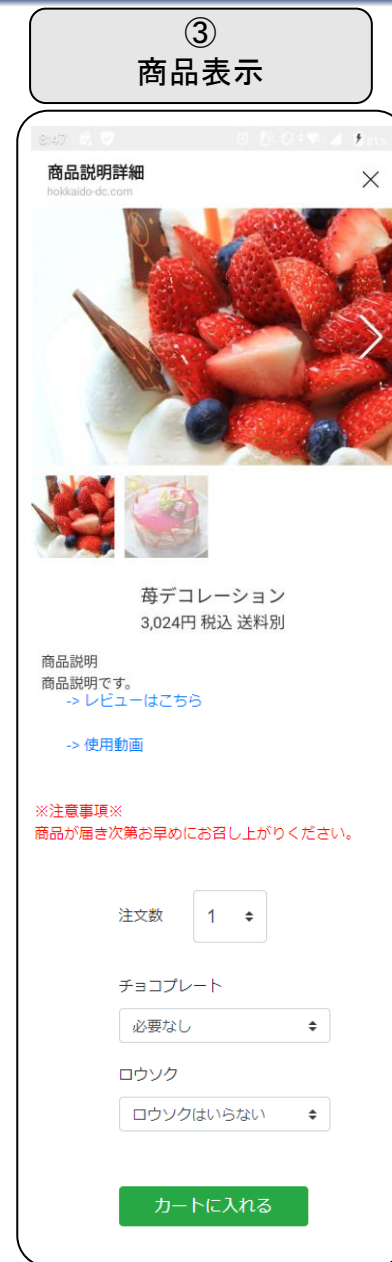 ③
商品表示
8:47
81%
商品説明詳細
hokkaido-dc.com
苺デコレーション
3,024円 税込 送料別
商品説明
商品説明です。
-> レビューはこちら
-> 使用動画
※注意事項※
商品が届き次第お早めにお召し上がりください。
注文数
1
チョコプレート
必要なし
ロウソク
ロウソクはいらない
カートに入れる